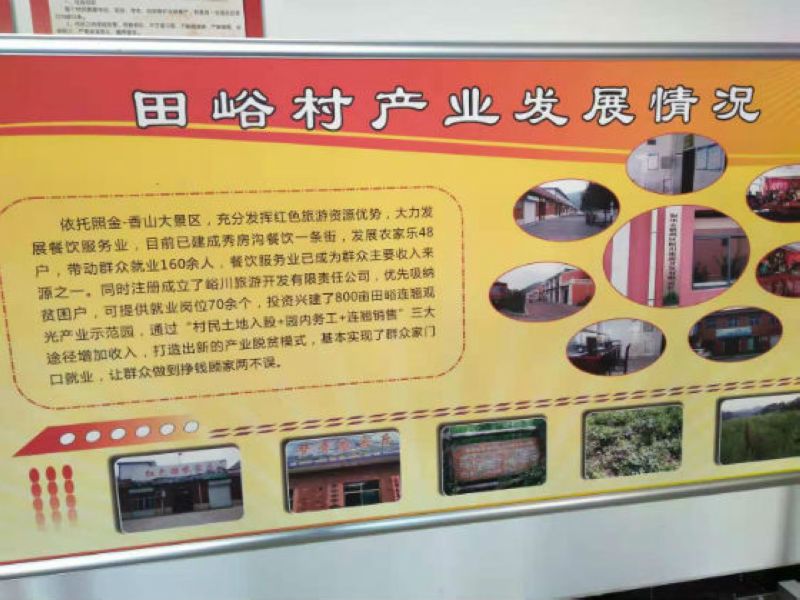 田峪村产业发展情况
依托照金-香山大景区，充分发挥红色旅游资源优势，大力发
展餐饮服务业，目前已建成秀房沟餐饮一条街，发展农家乐48
户，带动群众就业160余人，餐饮服务业已成为群众主要收入来
源之一。同时注册成立了峪川旅游开发有限责任公司，优先吸纳
贫困户，可提供就业岗位70余个，投资兴建了800亩田峪连翘观
光产业示范园，通过“村民土地入股+园内务工+连翘销售”三大
途径增加收入，打造出新的产业脱贫模式，基本实现了群众家门
口就业，让群众做到挣钱顾家两不误。